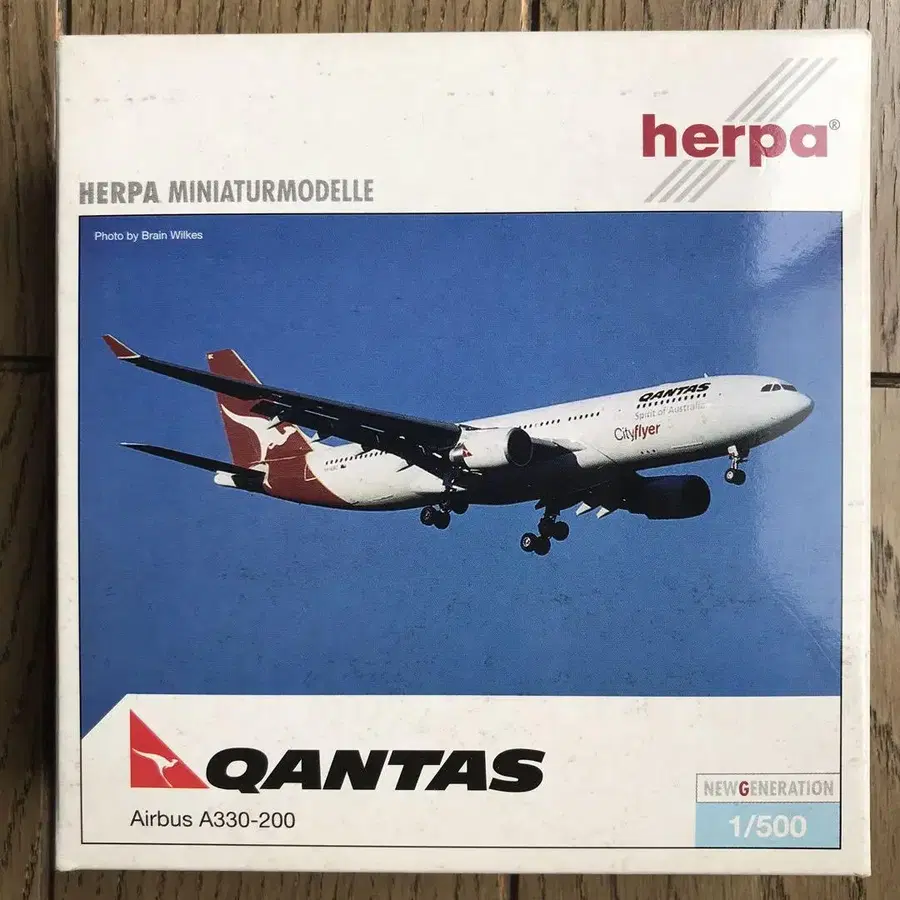 herpa®
HERPA MINIATURMODELLE
Photo by Brain Wilkes
QANTAS
Spirit of Australia
Cityflyer
QANTAS
Airbus A330-200
NEWGENERATION
1/500